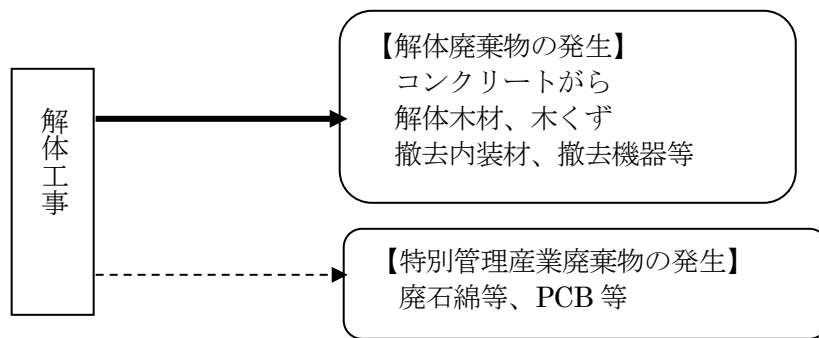 解体工事
【解体廃棄物の発生】
コンクリートがら
解体木材、木くず
撤去内装材、撤去機器等
【特別管理産業廃棄物の発生】
廃石綿等、PCB 等